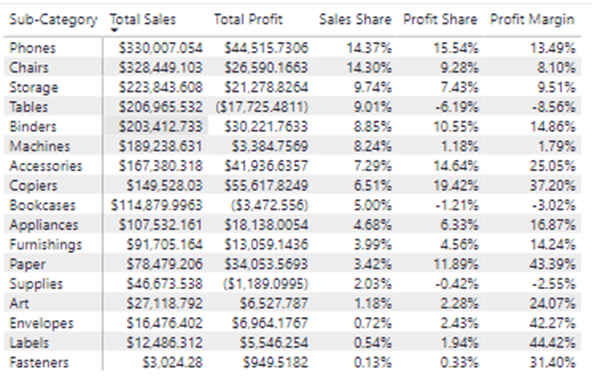 Sub-Category Total Sales Total Profit Sales Share Profit Share Profit Margin
Phones $330,007.054 $44,515.7306 14.37% 15.54% 13.49%
Chairs $328,449.103 $26,590.1663 14.30% 9.28% 8.10%
Storage $223,843.608 $21,278.8264 9.74% 7.43% 9.51%
Tables $206,965.532 ($17,725.4811) 9.01% -6.19% -8.56%
Binders $203,412.733 $30,221.7633 8.85% 10.55% 14.86%
Machines $189,238.631 $3,384.7569 8.24% 1.18% 1.79%
Accessories $167,380.318 $41,936.6357 7.29% 14.64% 25.05%
Copiers $149,528.03 $55,617.8249 6.51% 19.42% 37.20%
Bookcases $114,879.9963 ($3,472.556) 5.00% -1.21% -3.02%
Appliances $107,532.161 $18,138.0054 4.68% 6.33% 16.87%
Furnishings $91,705.164 $13,059.1436 3.99% 4.56% 14.24%
Paper $78,479.206 $34,053.5693 3.42% 11.89% 43.39%
Supplies $46,673.538 ($1,189.0995) 2.03% -0.42% -2.55%
Art $27,118.792 $6,527.787 1.18% 2.28% 24.07%
Envelopes $16,476.402 $6,964.1767 0.72% 2.43% 42.27%
Labels $12,486.312 $5,546.254 0.54% 1.94% 44.42%
Fasteners $3,024.28 $949.5182 0.13% 0.33% 31.40%